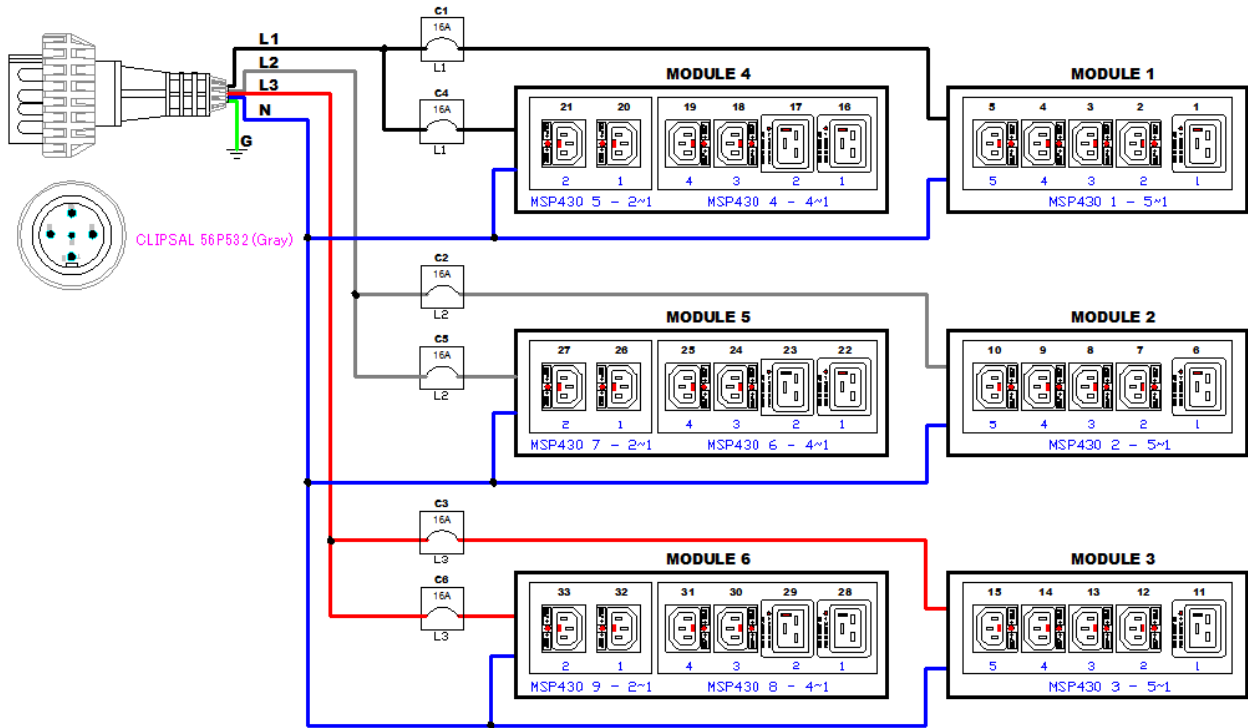 C1
16A
L1
L1
L2
L3
N
G
C4
16A
L1
MODULE 4
21 20 19 18 17 16
2 1 4 3 2 1
MSP430 5 - 2~1 MSP430 4 - 4~1
MODULE 1
5 4 3 2 1
5 4 3 2 1
MSP430 1 - 5~1
CLIPSAL 56P532(Gray)
C2
16A
L2
C5
16A
L2
MODULE 5
27 26 25 24 23 22
2 1 4 3 2 1
MSP430 7 - 2~1 MSP430 6 - 4~1
MODULE 2
10 9 8 7 6
5 4 3 2 1
MSP430 2 - 5~1
C3
16A
L3
C6
16A
L3
MODULE 6
33 32 31 30 29 28
2 1 4 3 2 1
MSP430 9 - 2~1 MSP430 8 - 4~1
MODULE 3
15 14 13 12 11
5 4 3 2 1
MSP430 3 - 5~1